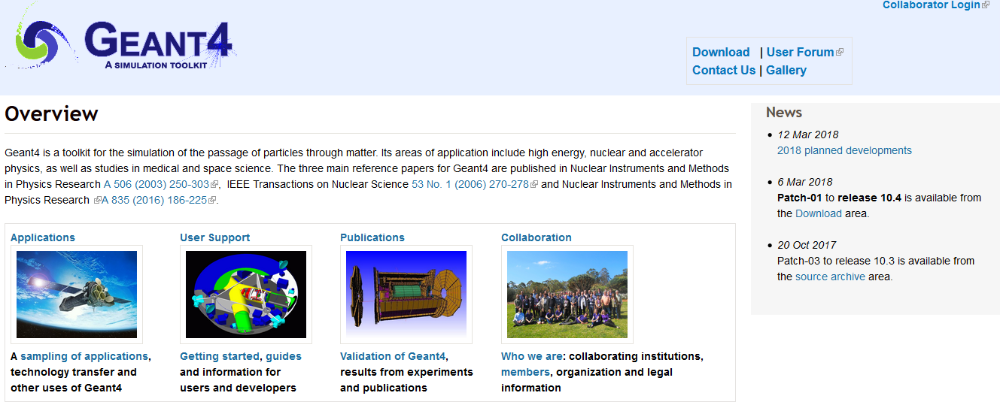 Collaborator Login
GEANT4
A SIMULATION TOOLKIT
Download | User Forum
Contact Us | Gallery
Overview
Geant4 is a toolkit for the simulation of the passage of particles through matter. Its areas of application include high energy, nuclear and accelerator
physics, as well as studies in medical and space science. The three main reference papers for Geant4 are published in Nuclear Instruments and Methods
in Physics Research A 506 (2003) 250-303, IEEE Transactions on Nuclear Science 53 No. 1 (2006) 270-278 and Nuclear Instruments and Methods in
Physics Research A 835 (2016) 186-225.
Applications
A sampling of applications,
technology transfer and
other uses of Geant4
User Support
Getting started, guides
and information for
users and developers
Publications
Validation of Geant4,
results from experiments
and publications
Collaboration
Who we are: collaborating institutions,
members, organization and legal
information
News
12 Mar 2018
2018 planned developments
6 Mar 2018
Patch-01 to release 10.4 is available from
the Download area.
20 Oct 2017
Patch-03 to release 10.3 is available from
the source archive area.